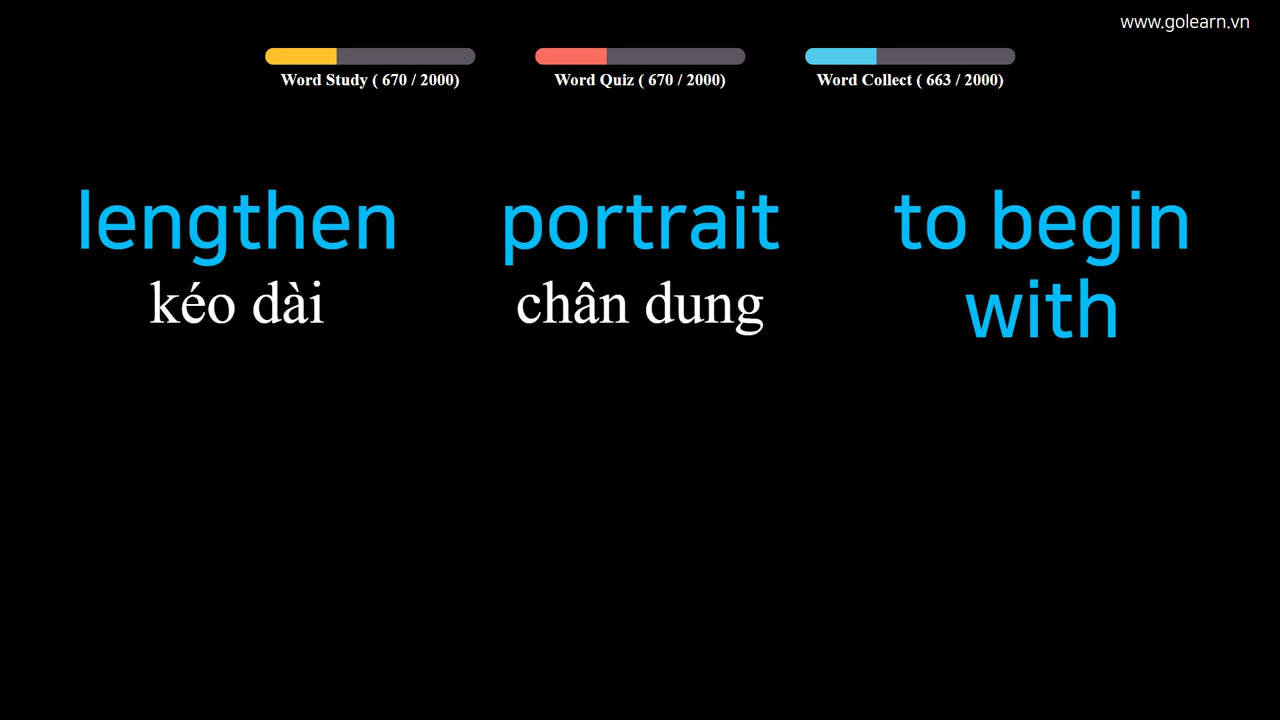 www.golearn.vn
Word Study ( 670 / 2000)
Word Quiz ( 670 / 2000)
Word Collect ( 663 / 2000)
lengthen
kéo dài
portrait
chân dung
to begin
with